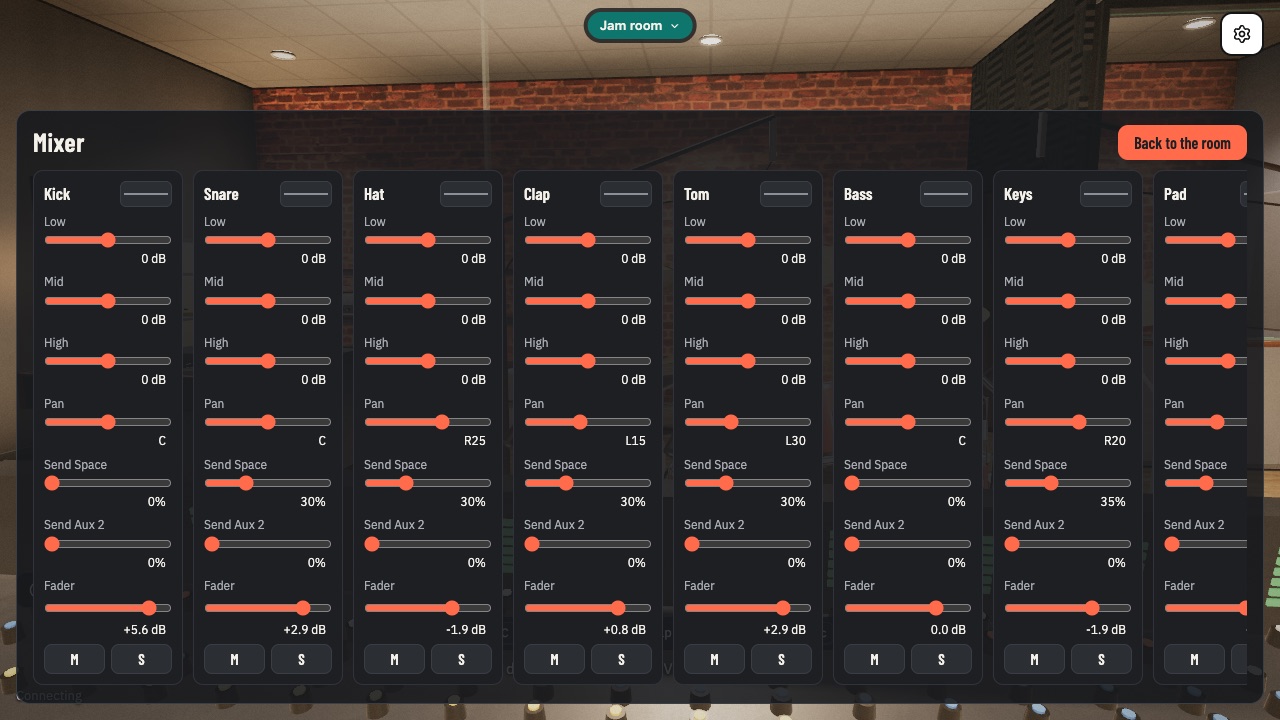 Jam room
Mixer
Back to the room
Kick Snare Hat Clap Tom Bass Keys Pad
Low Low Low Low Low Low Low Low
0 dB 0 dB 0 dB 0 dB 0 dB 0 dB 0 dB
Mid Mid Mid Mid Mid Mid Mid Mid
0 dB 0 dB 0 dB 0 dB 0 dB 0 dB 0 dB
High High High High High High High High
0 dB 0 dB 0 dB 0 dB 0 dB 0 dB 0 dB
Pan Pan Pan Pan Pan Pan Pan Pan
C C R25 L15 L30 C R20
Send Space Send Space Send Space Send Space Send Space Send Space Send Space Send Space
0% 30% 30% 30% 30% 0% 35%
Send Aux 2 Send Aux 2 Send Aux 2 Send Aux 2 Send Aux 2 Send Aux 2 Send Aux 2 Send Aux 2
0% 0% 0% 0% 0% 0% 0%
Fader Fader Fader Fader Fader Fader Fader Fader
+5.6 dB +2.9 dB -1.9 dB +0.8 dB +2.9 dB 0.0 dB -1.9 dB
M S M S M S M S M S M S M S M
Connecting